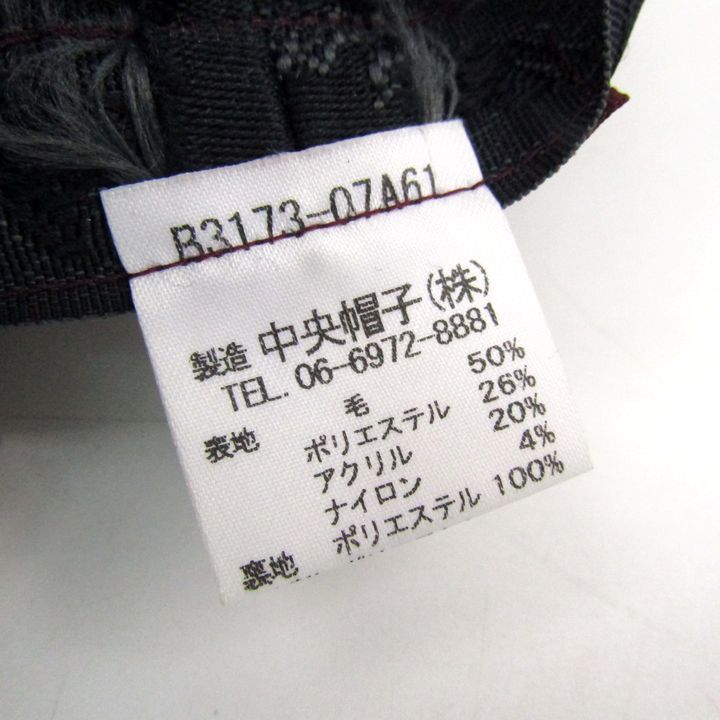 B3173-07A61
製造 中央帽子(株)
TEL. 06-6972-8881
表地 毛 50%
ポリエステル 26%
アクリル 20%
ナイロン 4%
裏地 ポリエステル 100%